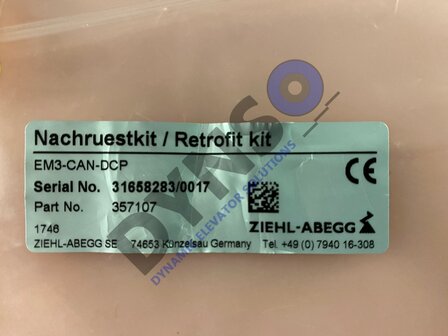 Nachruestkit / Retrofit kit
EM3-CAN-DCP
CE
Serial No. 31658283/0017
Part No. 357107
1746
ZIEHL-ABEGG
ZIEHL-ABEGG SE 74653 Künzelsau Germany Tel. +49 (0) 7940 16-308
DYNSO
DYNAMIC ELEVATOR SOLUTIONS